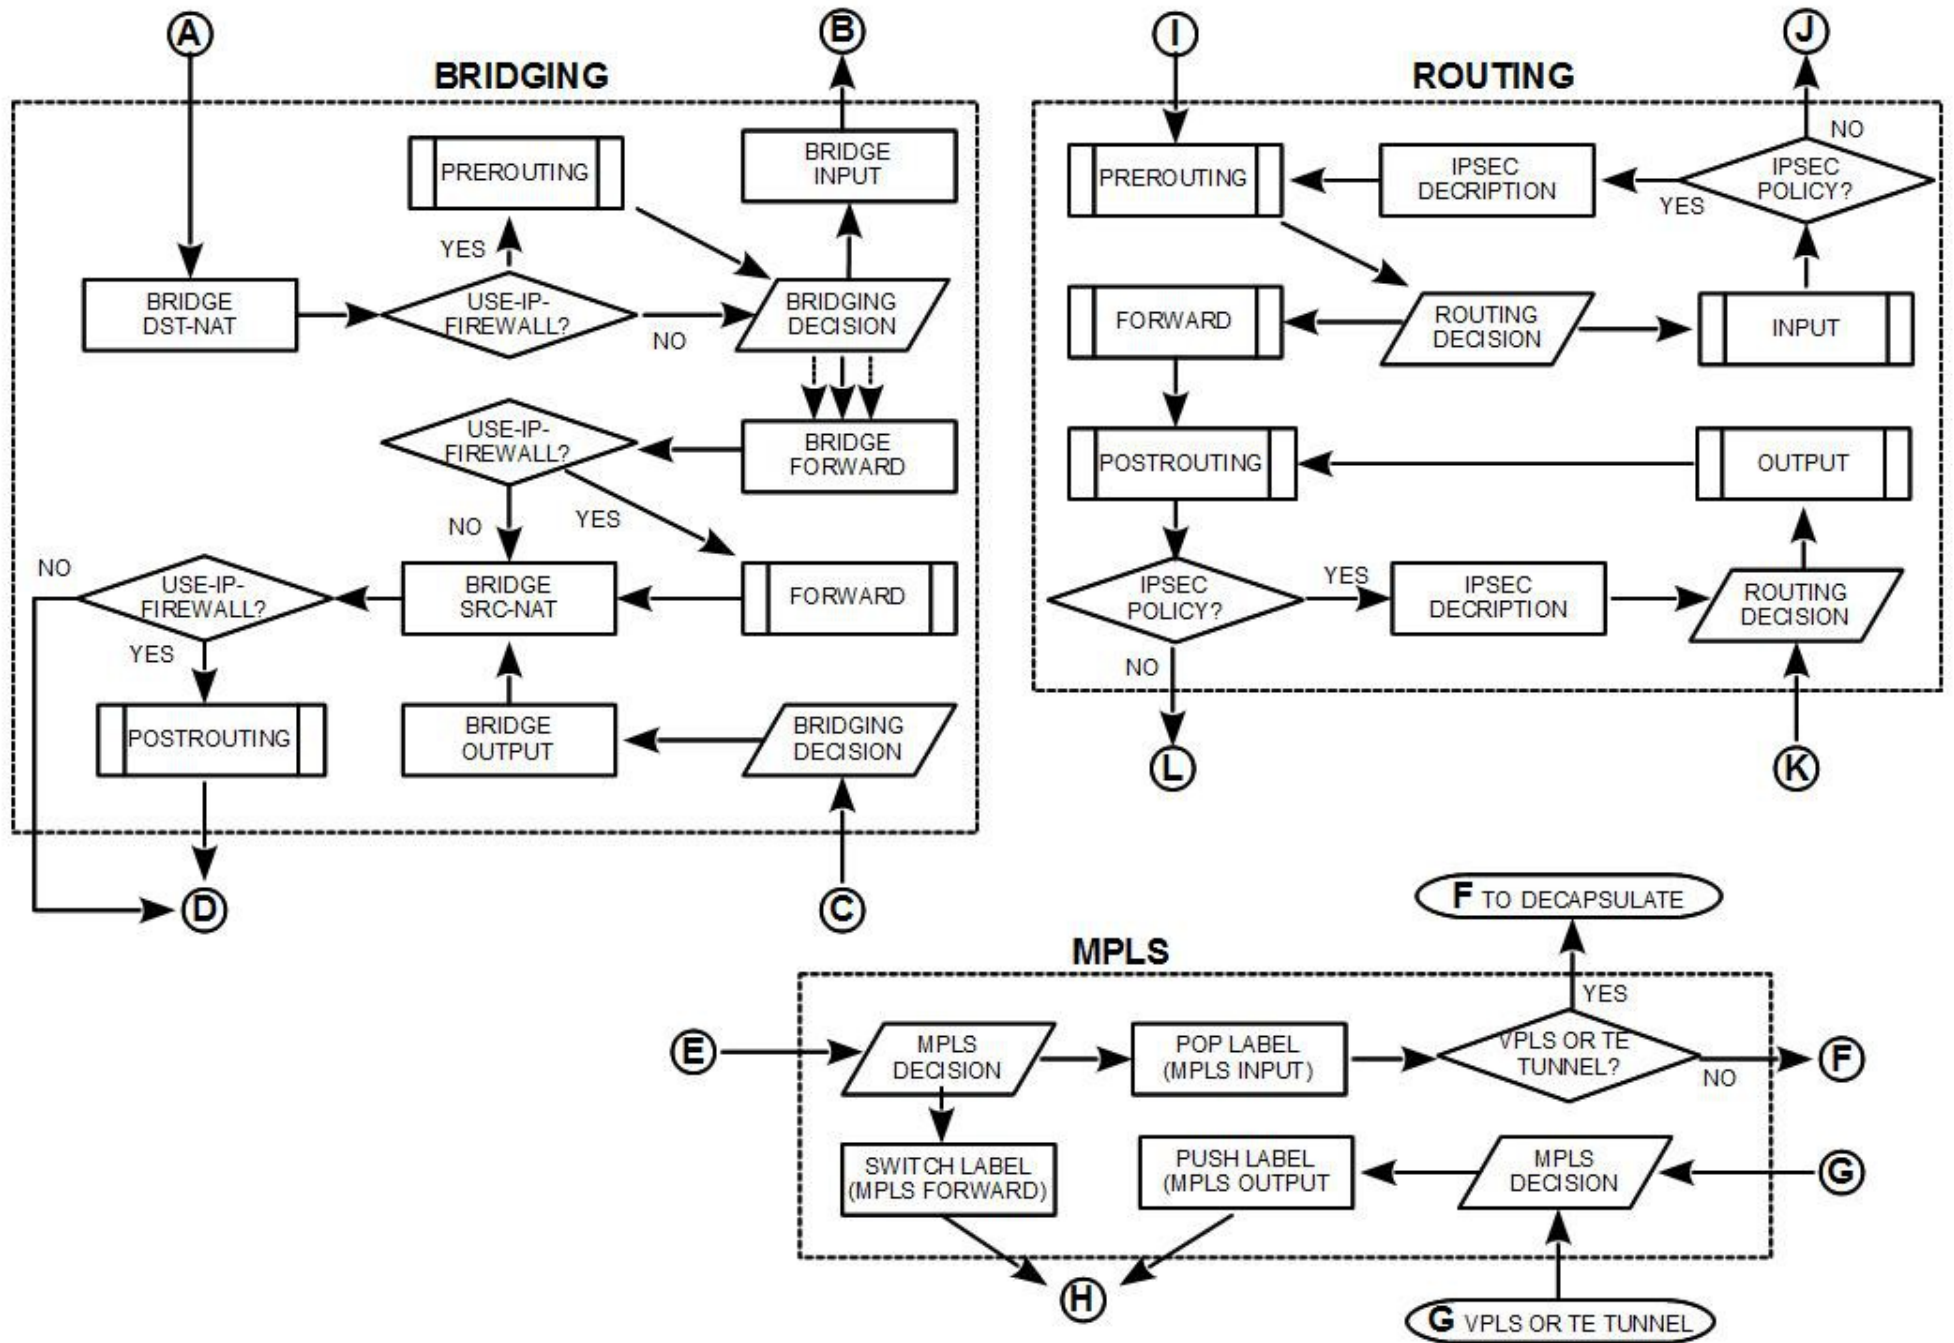 A
B
BRIDGING
PREROUTING
BRIDGE
INPUT
YES
BRIDGE
DST-NAT
USE-IP-
FIREWALL?
NO
BRIDGING
DECISION
USE-IP-
FIREWALL?
BRIDGE
FORWARD
NO
YES
NO
USE-IP-
FIREWALL?
BRIDGE
SRC-NAT
FORWARD
YES
POSTROUTING
BRIDGE
OUTPUT
BRIDGING
DECISION
D
C
I
J
ROUTING
NO
PREROUTING
IPSEC
DECRIPTION
IPSEC
POLICY?
YES
FORWARD
ROUTING
DECISION
INPUT
POSTROUTING
OUTPUT
IPSEC
POLICY?
YES
IPSEC
DECRIPTION
ROUTING
DECISION
NO
L
K
F TO DECAPSULATE
MPLS
YES
E
MPLS
DECISION
POP LABEL
(MPLS INPUT)
VPLS OR TE
TUNNEL?
NO
F
SWITCH LABEL
(MPLS FORWARD)
PUSH LABEL
(MPLS OUTPUT
MPLS
DECISION
G
H
G VPLS OR TE TUNNEL